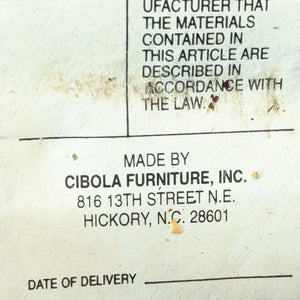 UFACTURER THAT
THE MATERIALS
CONTAINED IN
THIS ARTICLE ARE
DESCRIBED IN
ACCORDANCE WITH
THE LAW.
MADE BY
CIBOLA FURNITURE, INC.
816 13TH STREET N.E.
HICKORY, N.C. 28601
DATE OF DELIVERY